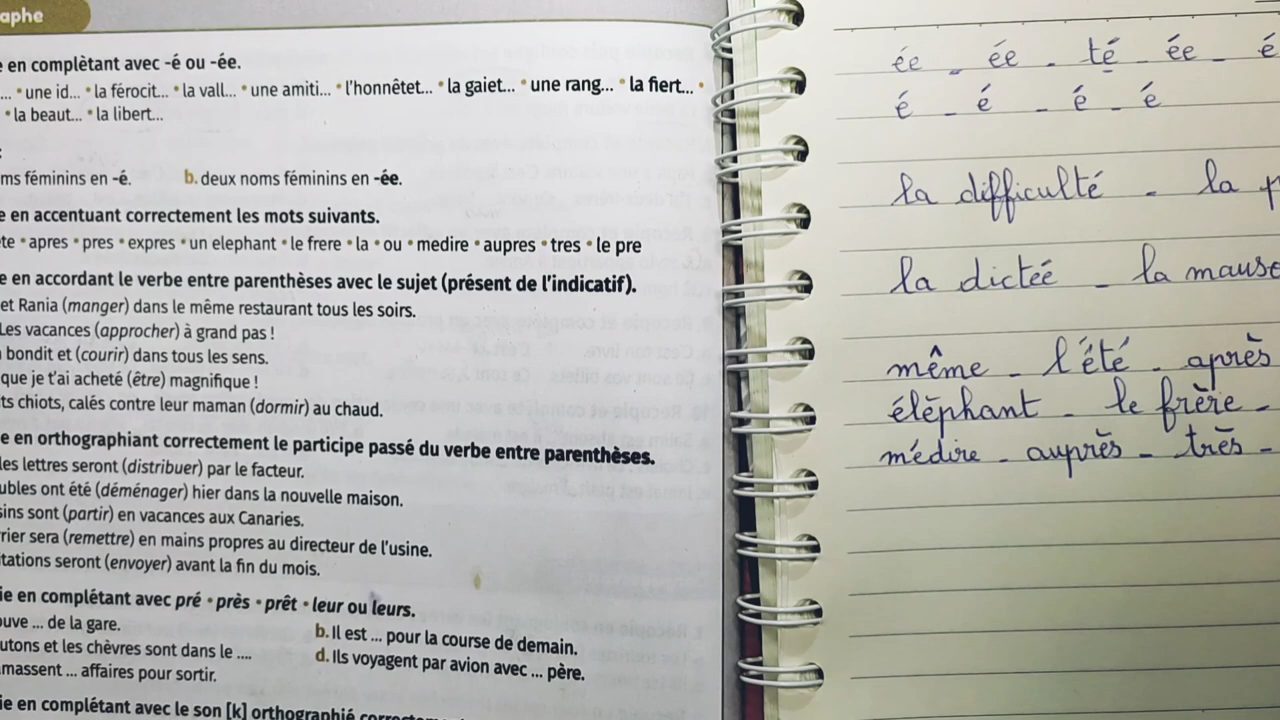 aphe
e en complètant avec -é ou -ée.
... • une id... • la férocit... • la vall... • une amiti... • l'honnêtet... • la gaiet... • une rang... • la fiert... •
• la beaut... • la libert...
:
ms féminins en -é. b. deux noms féminins en -ée.
e en accentuant correctement les mots suivants.
te • apres • pres • expres • un elephant • le frere • la • ou • medire • aupres • tres • le pre
e en accordant le verbe entre parenthèses avec le sujet (présent de l'indicatif).
et Rania (manger) dans le même restaurant tous les soirs.
Les vacances (approcher) à grand pas !
bondit et (courir) dans tous les sens.
que je t'ai acheté (être) magnifique !
ts chiots, calés contre leur maman (dormir) au chaud.
e en orthographiant correctement le participe passé du verbe entre parenthèses.
les lettres seront (distribuer) par le facteur.
ubles ont été (déménager) hier dans la nouvelle maison.
sins sont (partir) en vacances aux Canaries.
rier sera (remettre) en mains propres au directeur de l'usine.
tations seront (envoyer) avant la fin du mois.
ie en complétant avec pré • près • prêt • leur ou leurs.
ouve ... de la gare. b. Il est ... pour la course de demain.
utons et les chèvres sont dans le .... d. Ils voyagent par avion avec ... père.
massent ... affaires pour sortir.
ie en complétant avec le son [k] orthographié
ée - ée - té - ée - é
é - é - é - é
la difficulté - la p
la dictée - la mause
même - l'été - après
éléphant - le frère -
médire - auprès - très -